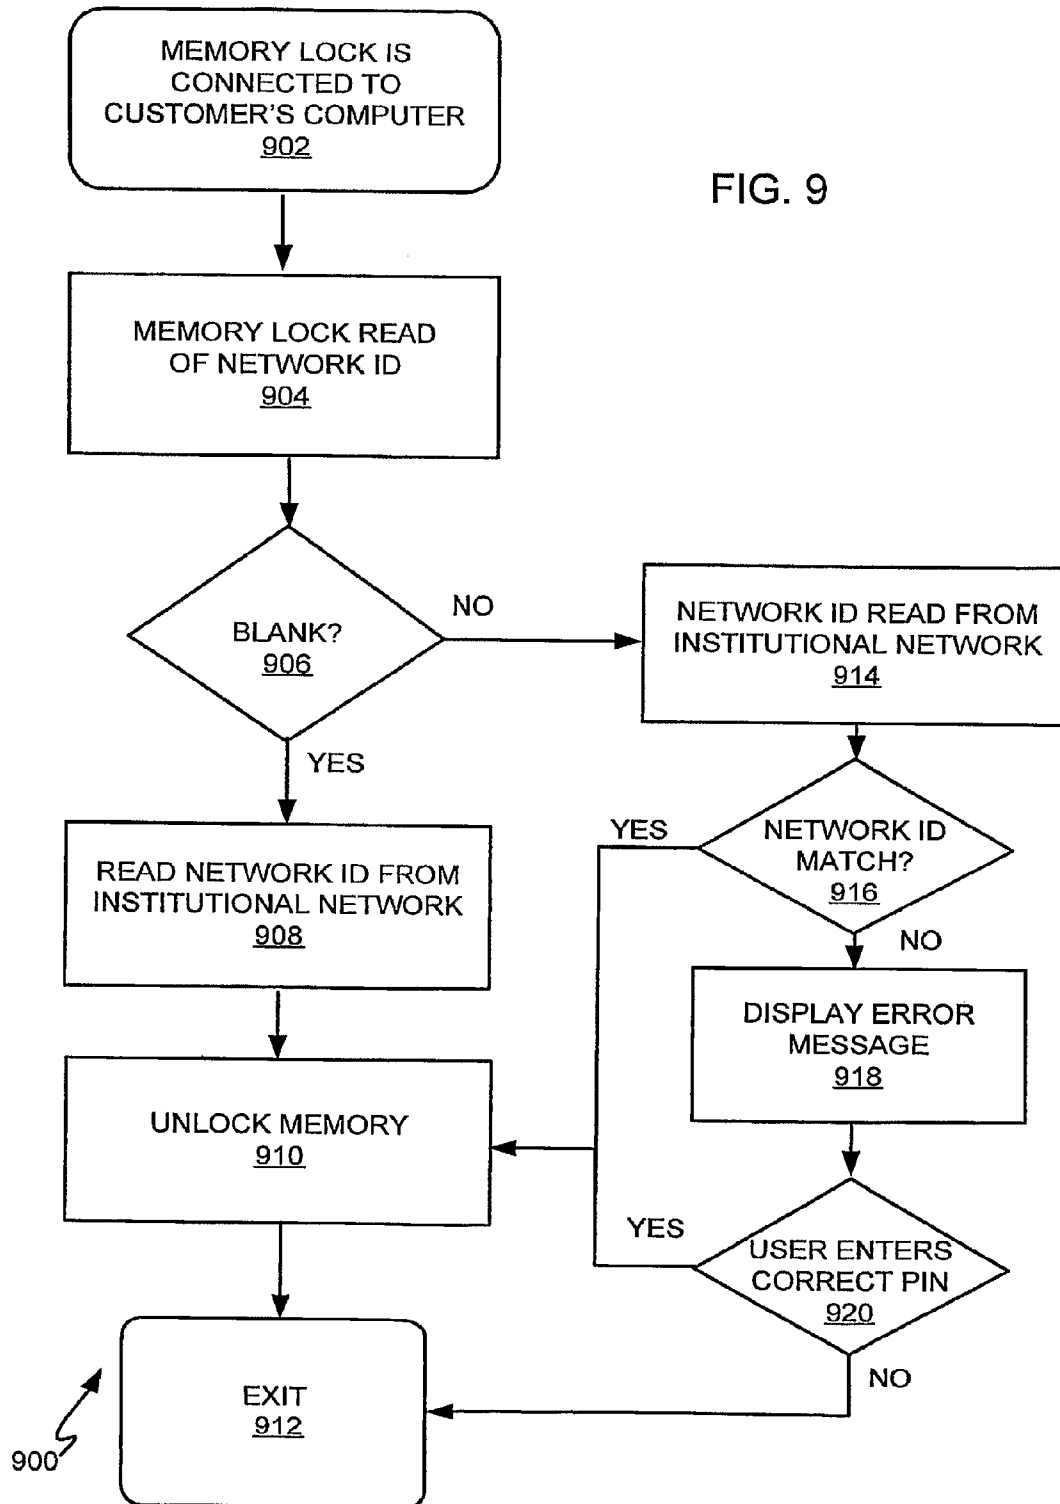 MEMORY LOCK IS
CONNECTED TO
CUSTOMER'S COMPUTER
902
FIG. 9
MEMORY LOCK READ
OF NETWORK ID
904
BLANK?
906
NO
YES
NETWORK ID READ FROM
INSTITUTIONAL NETWORK
914
NETWORK ID
MATCH?
916
YES
NO
READ NETWORK ID FROM
INSTITUTIONAL NETWORK
908
DISPLAY ERROR
MESSAGE
918
UNLOCK MEMORY
910
YES
USER ENTERS
CORRECT PIN
920
NO
EXIT
912
900